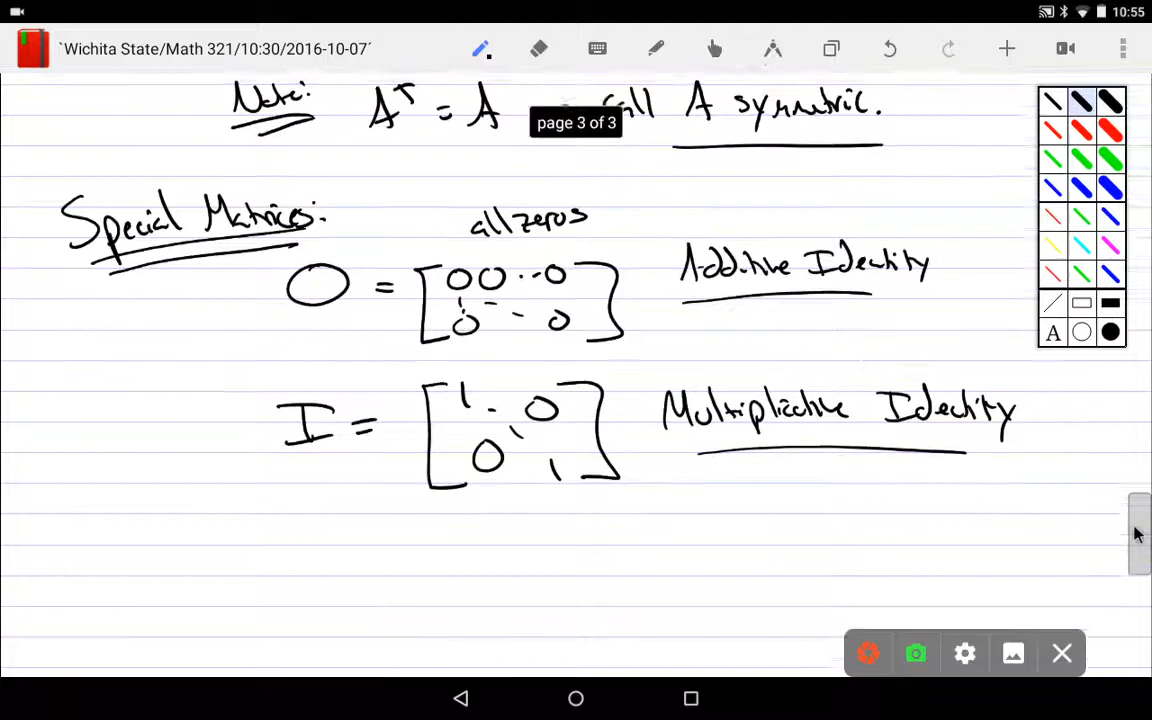 10:55
`Wichita State/Math 321/10:30/2016-10-07´
Note: Aᵀ = A call A symmetric.
page 3 of 3
Special Matrices:
all zeros
O = [ 0 0 ·· 0 Additive Identity
0 - 0 ]
I = [ 1 · 0 Multiplicative Identity
0 1 ]
A